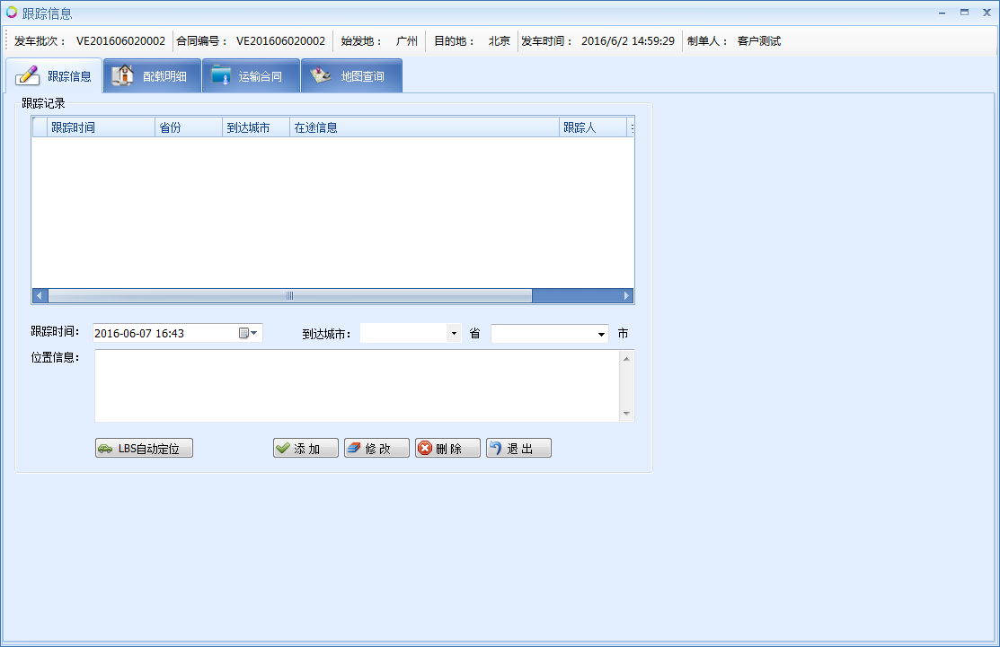 跟踪信息
发车批次： VE201606020002 合同编号： VE201606020002 始发地： 广州 目的地： 北京 发车时间： 2016/6/2 14:59:29 制单人： 客户测试
跟踪信息 配载明细 运输合同 地图查询
跟踪记录
跟踪时间 省份 到达城市 在途信息 跟踪人
跟踪时间： 2016-06-07 16:43 到达城市： 省 市
位置信息：
LBS自动定位 添 加 修 改 删 除 退 出